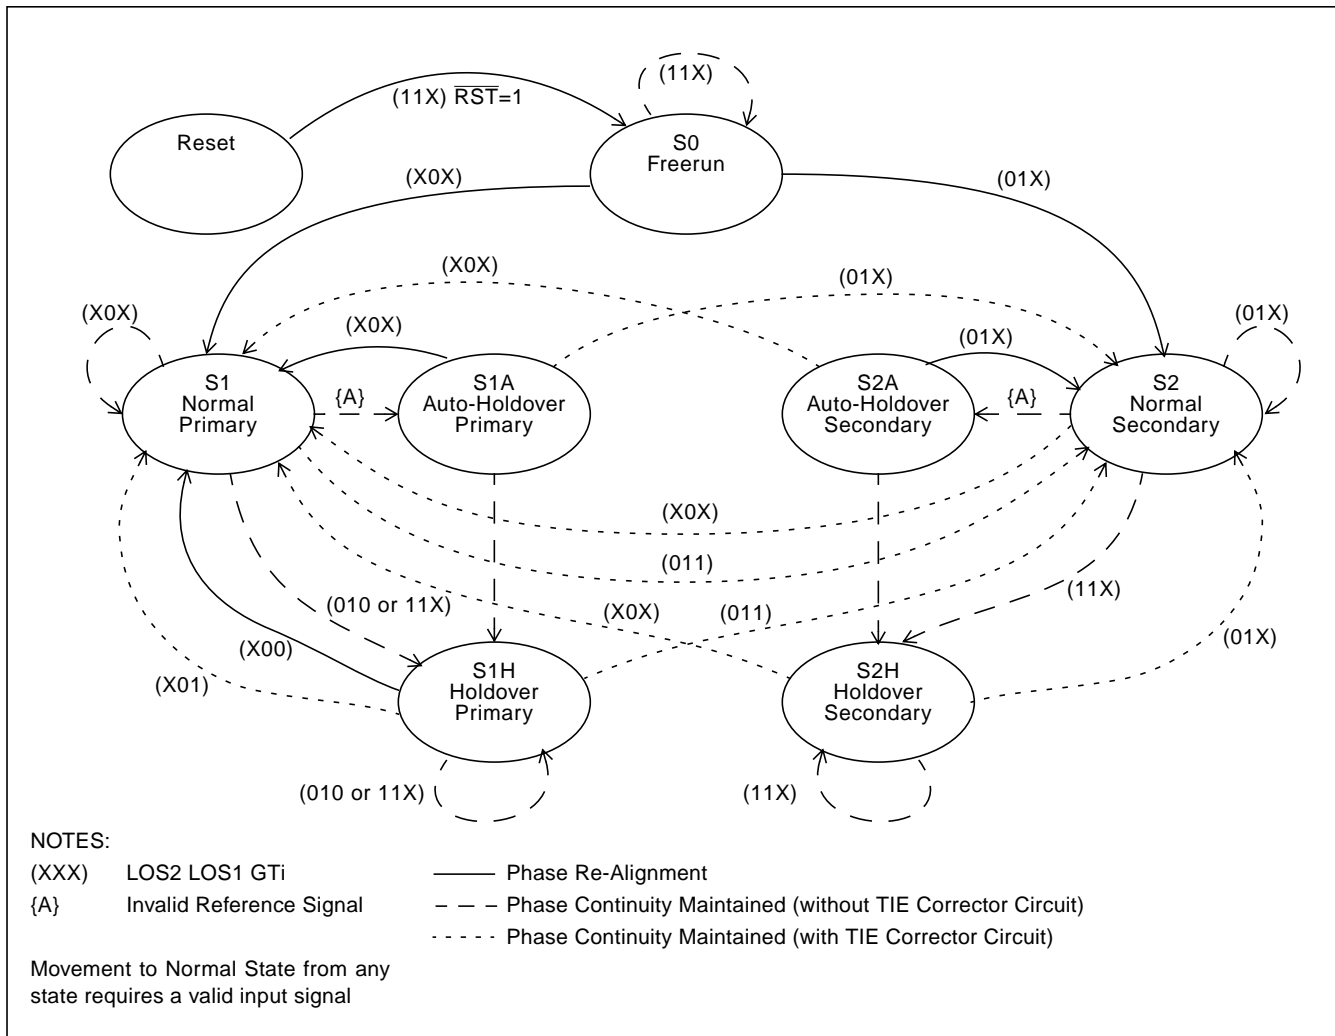 (11X)
(11X) RST=1
Reset
S0
Freerun
(X0X)
(01X)
(X0X)
(01X)
(X0X)
(X0X)
(01X)
(01X)
S1
Normal
Primary
{A}
S1A
Auto-Holdover
Primary
S2A
Auto-Holdover
Secondary
{A}
S2
Normal
Secondary
(X0X)
(011)
(010 or 11X)
(X0X)
(011)
(11X)
(X00)
(01X)
(X01)
S1H
Holdover
Primary
S2H
Holdover
Secondary
(010 or 11X)
(11X)
NOTES:
(XXX) LOS2 LOS1 GTi
{A} Invalid Reference Signal
Phase Re-Alignment
Phase Continuity Maintained (without TIE Corrector Circuit)
Phase Continuity Maintained (with TIE Corrector Circuit)
Movement to Normal State from any
state requires a valid input signal